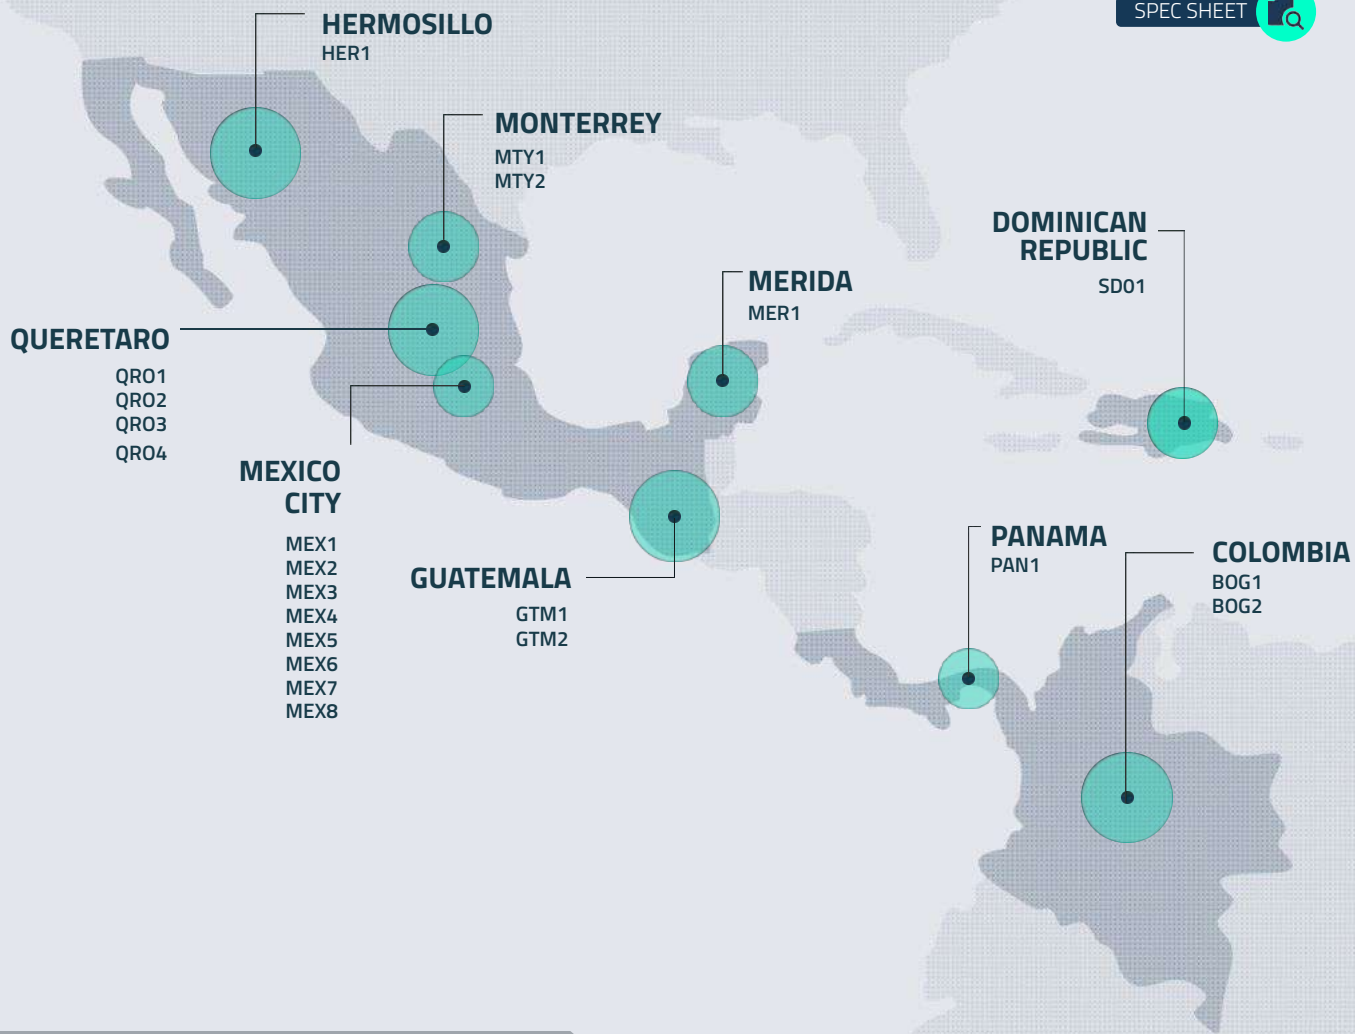 SPEC SHEET
HERMOSILLO
HER1
MONTERREY
MTY1
MTY2
DOMINICAN
REPUBLIC
SDO1
MERIDA
MER1
QUERETARO
QRO1
QRO2
QRO3
QRO4
MEXICO
CITY
MEX1
MEX2
MEX3
MEX4
MEX5
MEX6
MEX7
MEX8
GUATEMALA
GTM1
GTM2
PANAMA
PAN1
COLOMBIA
BOG1
BOG2